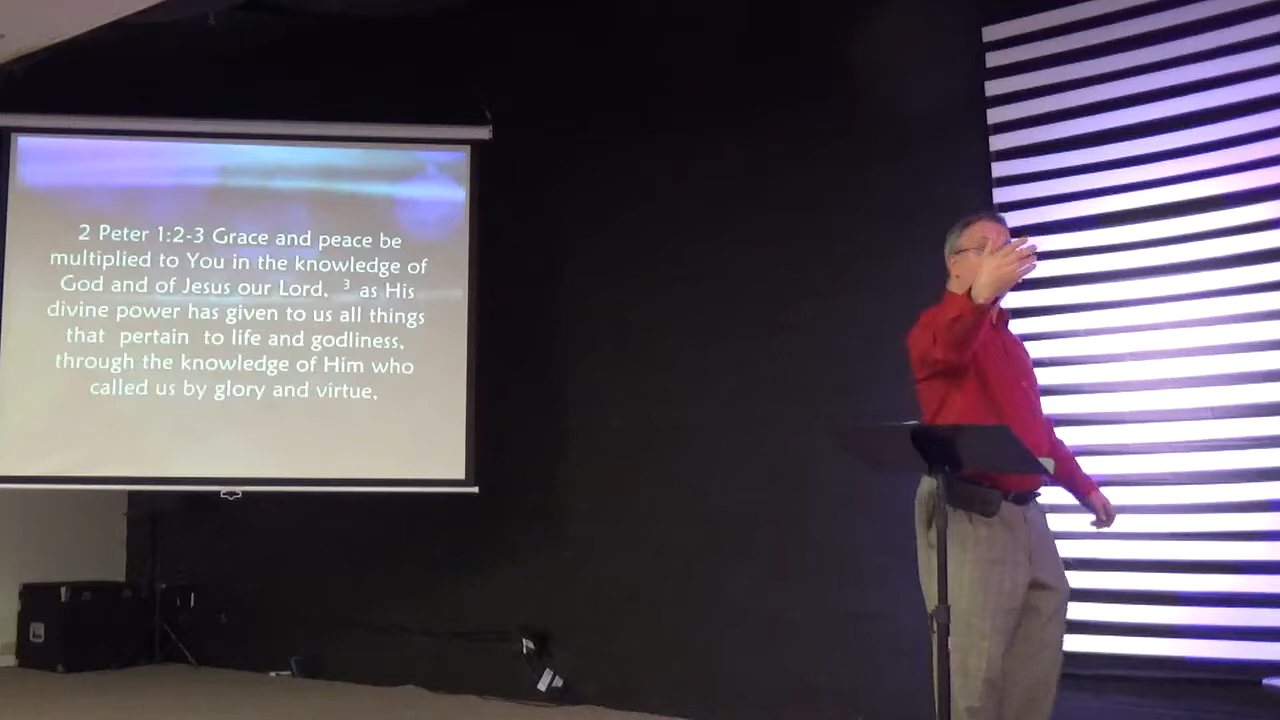 2 Peter 1:2-3 Grace and peace be
multiplied to You in the knowledge of
God and of Jesus our Lord, ³ as His
divine power has given to us all things
that pertain to life and godliness,
through the knowledge of Him who
called us by glory and virtue,